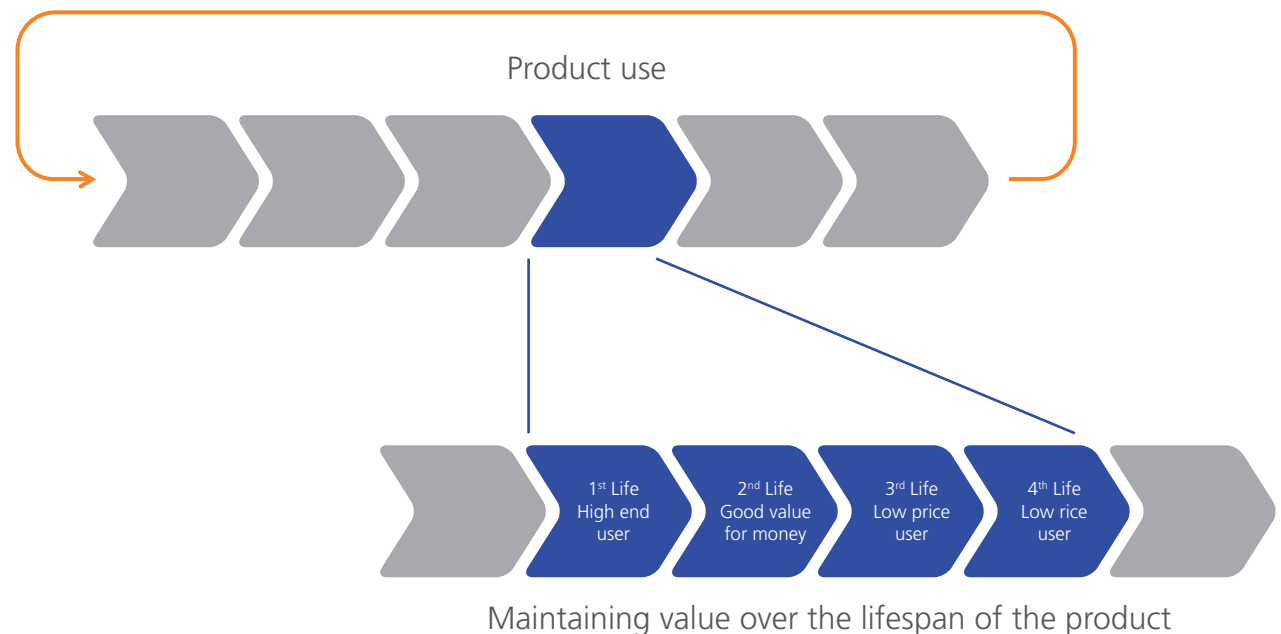 Product use
1st Life
High end
user
2nd Life
Good value
for money
3rd Life
Low price
user
4th Life
Low rice
user
Maintaining value over the lifespan of the product